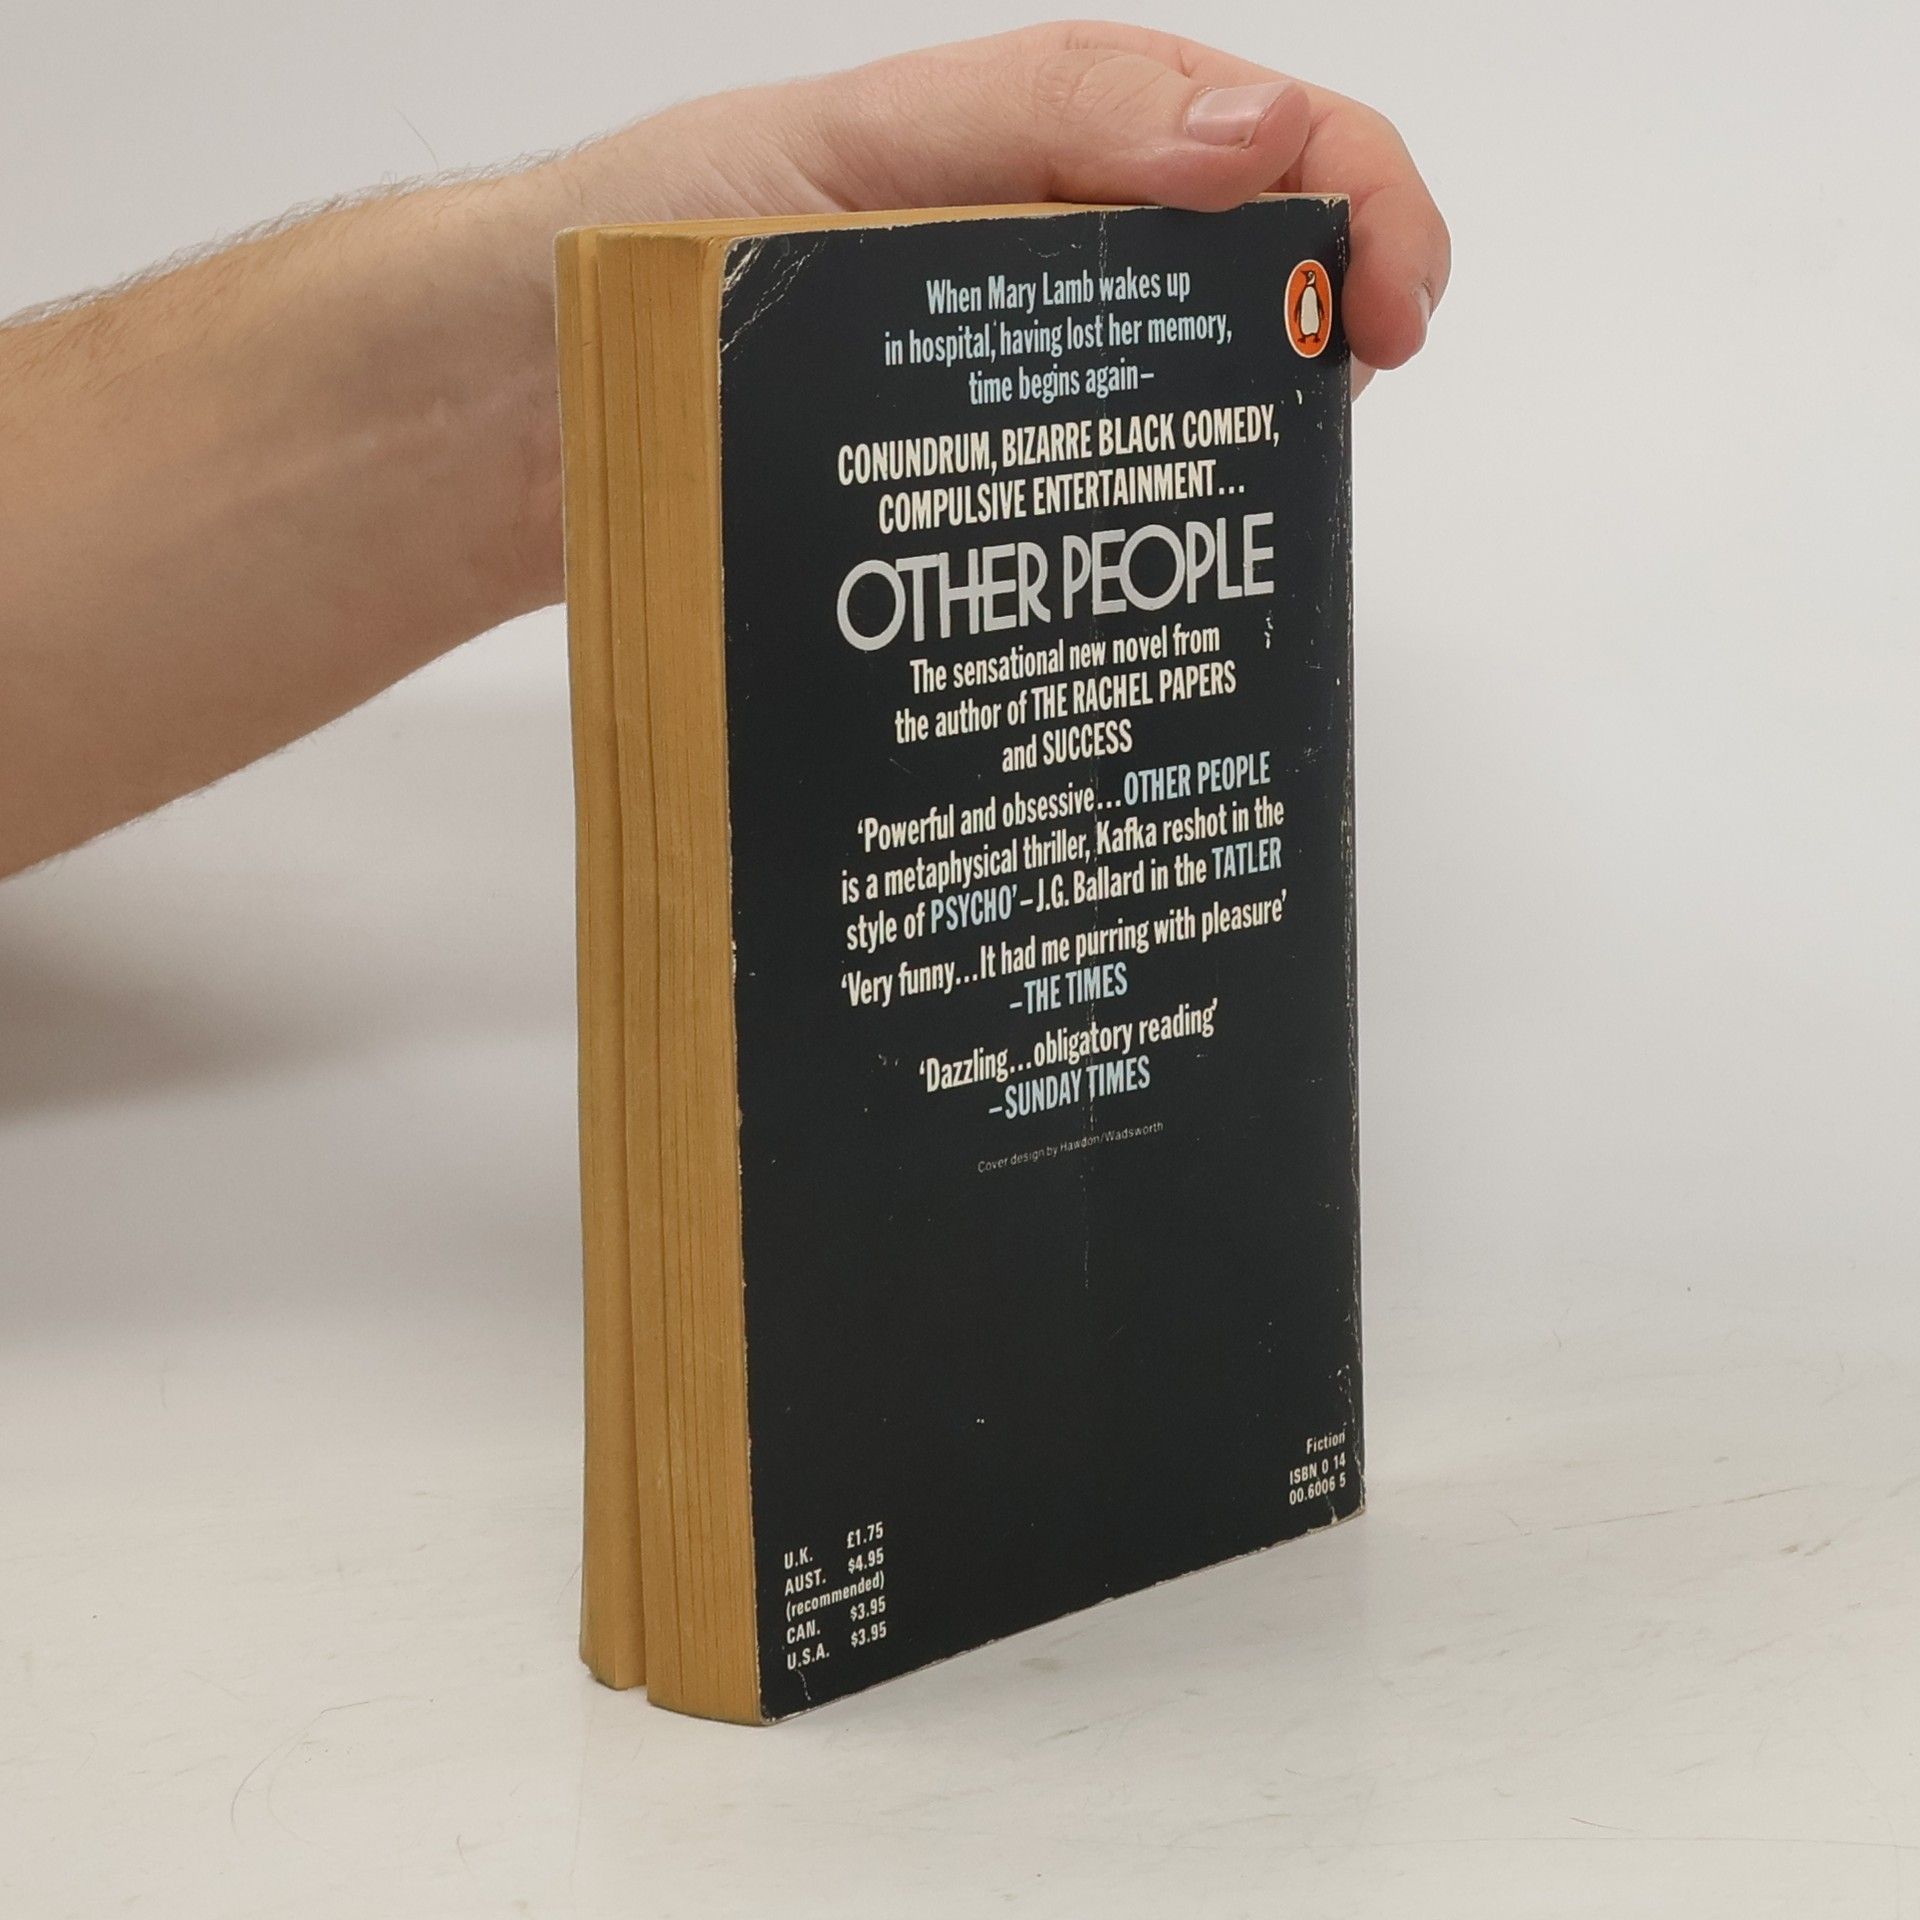 When Mary Lamb wakes up
in hospital, having lost her memory,
time begins again–
CONUNDRUM, BIZARRE BLACK COMEDY,
COMPULSIVE ENTERTAINMENT...
OTHER PEOPLE
The sensational new novel from
the author of THE RACHEL PAPERS
and SUCCESS
‘Powerful and obsessive...OTHER PEOPLE
is a metaphysical thriller, Kafka reshot in the
style of PSYCHO’–J.G. Ballard in the TATLER
‘Very funny...It had me purring with pleasure’
–THE TIMES
‘Dazzling...obligatory reading’
–SUNDAY TIMES
Cover design by Hawdon/Wadsworth
Fiction
ISBN 0 14
00.6006 5
U.K. £1.75
AUST. $4.95
(recommended)
CAN. $3.95
U.S.A. $3.95